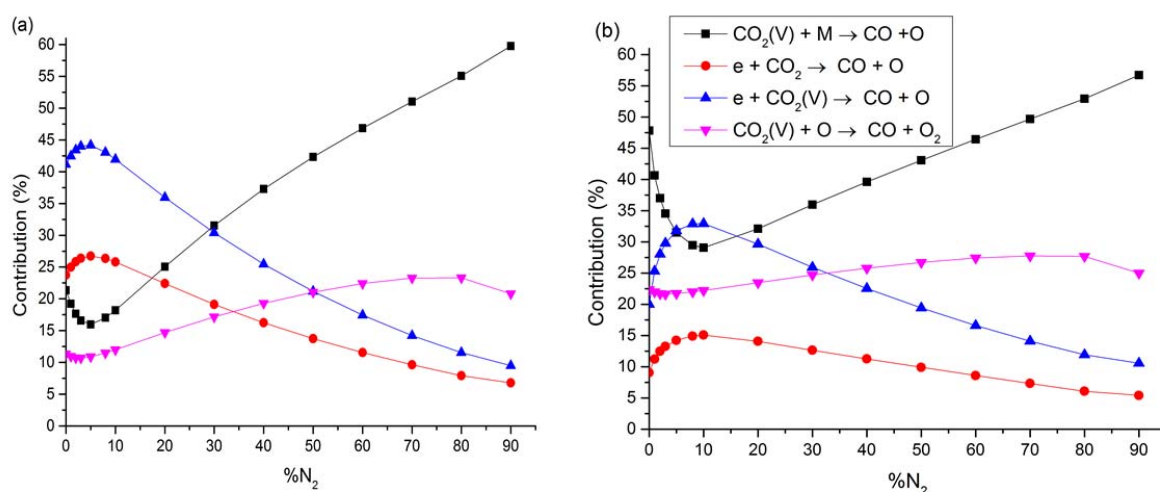 (a)
60
55
50
45
40
35
30
25
20
15
10
5
0
Contribution (%)
0 10 20 30 40 50 60 70 80 90
%N₂
(b)
CO₂(V) + M → CO +O
e + CO₂ → CO + O
e + CO₂(V) → CO + O
CO₂(V) + O → CO + O₂
60
55
50
45
40
35
30
25
20
15
10
5
0
Contribution (%)
0 10 20 30 40 50 60 70 80 90
%N₂